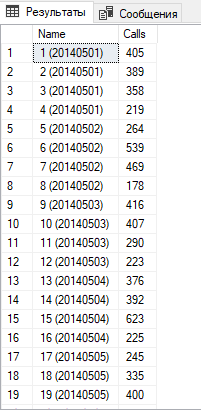 Результаты Сообщения
Name Calls
1 1 (20140501) 405
2 2 (20140501) 389
3 3 (20140501) 358
4 4 (20140501) 219
5 5 (20140502) 264
6 6 (20140502) 539
7 7 (20140502) 469
8 8 (20140502) 178
9 9 (20140503) 416
10 10 (20140503) 407
11 11 (20140503) 290
12 12 (20140503) 223
13 13 (20140504) 376
14 14 (20140504) 392
15 15 (20140504) 623
16 16 (20140504) 225
17 17 (20140505) 245
18 18 (20140505) 335
19 19 (20140505) 400